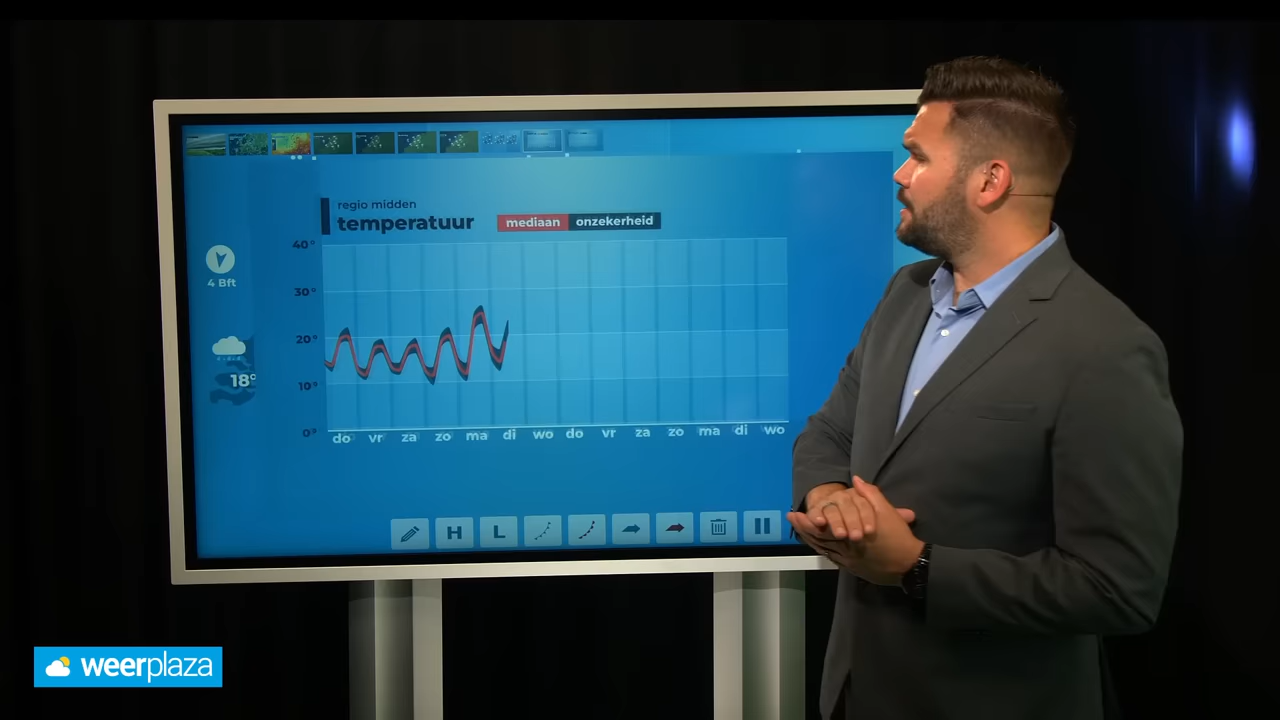 regio midden
temperatuur
mediaan onzekerheid
40°
30°
20°
10°
0°
do vr za zo ma di wo do vr za zo ma di wo
4 Bft
18°
H L
weerplaza